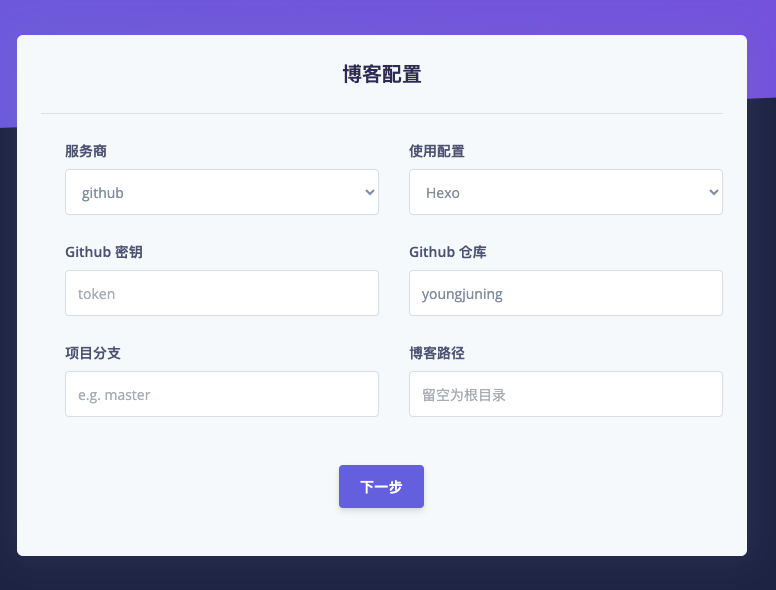 博客配置
服务商
使用配置
github
Hexo
Github 密钥
Github 仓库
token
youngjuning
项目分支
博客路径
e.g. master
留空为根目录
下一步